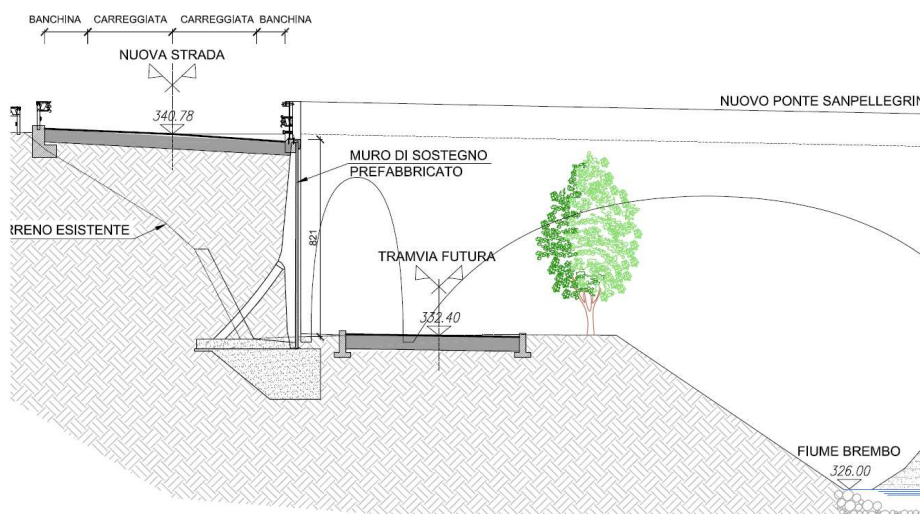 BANCHINA CARREGGIATA CARREGGIATA BANCHINA
NUOVA STRADA
340.78
NUOVO PONTE SANPELLEGRIN
MURO DI SOSTEGNO
PREFABBRICATO
RRENO ESISTENTE
821
TRAMVIA FUTURA
332.40
FIUME BREMBO
326.00